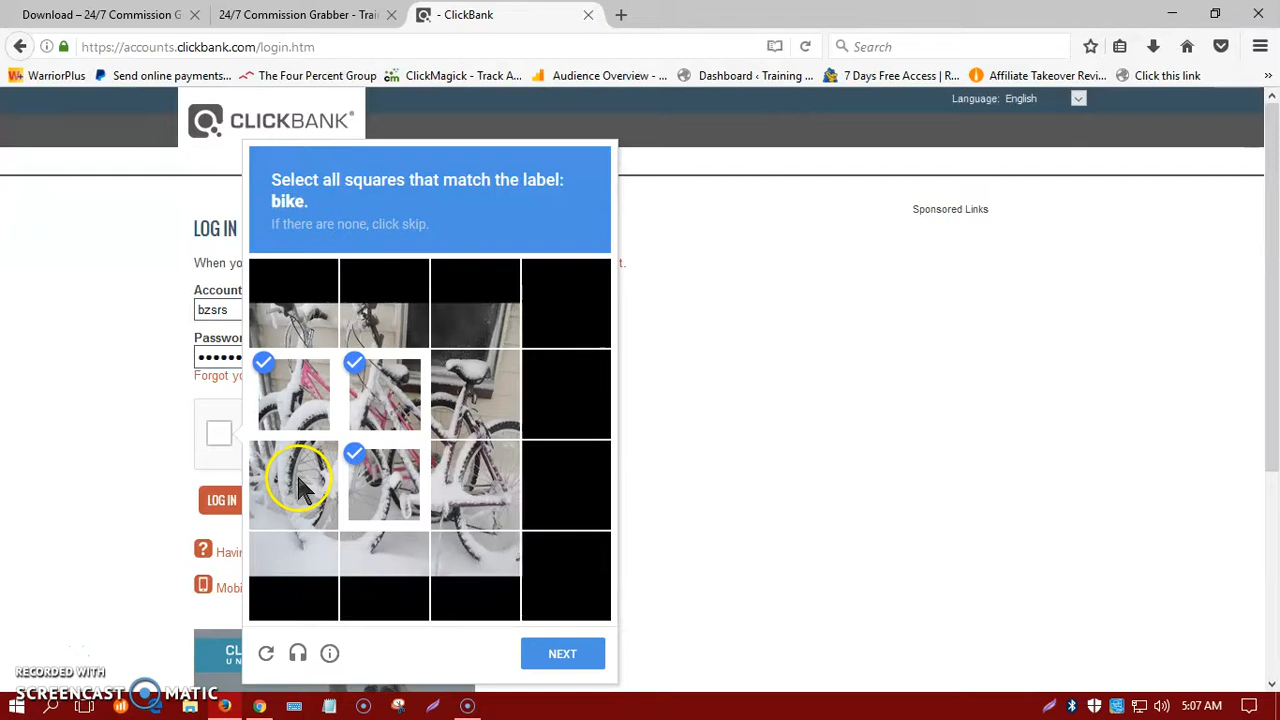 Download – 24/7 Commission G
24/7 Commission Grabber - Trai
- ClickBank
https://accounts.clickbank.com/login.htm
Search
WarriorPlus
Send online payments...
The Four Percent Group
ClickMagick - Track A...
Audience Overview - ...
Dashboard ‹ Training ...
7 Days Free Access | R...
Affiliate Takeover Revi...
Click this link
Language: English
CLICKBANK®
Select all squares that match the label:
bike.
If there are none, click skip.
Sponsored Links
LOG IN
When yo
t.
Account
bzsrs
Passwor
Forgot yo
LOG IN
Havi
Mobi
CL
UN
NEXT
RECORDED WITH
SCREENCAST MATIC
5:07 AM